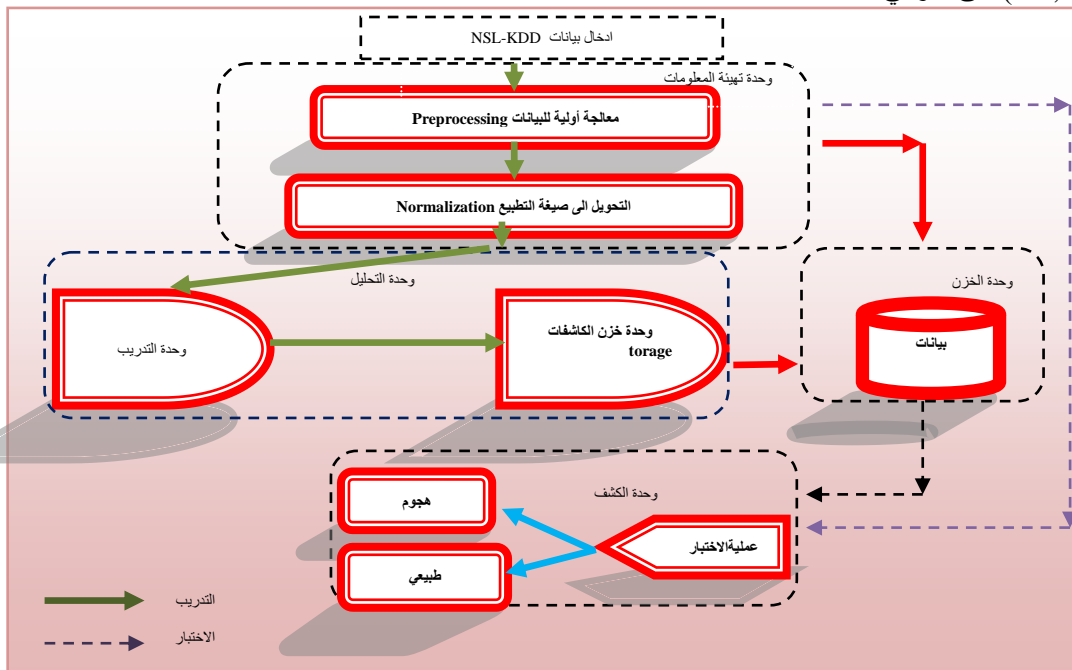 ادخال بيانات NSL-KDD
وحدة تهيئة المعلومات
معالجة أولية للبيانات Preprocessing
التحويل الى صيغة التطبيع Normalization
وحدة التحليل
وحدة الخزن
وحدة خزن الكاشفات
torage
وحدة التدريب
بيانات
وحدة الكشف
هجوم
عمليةالاختبار
طبيعي
التدريب
الاختبار